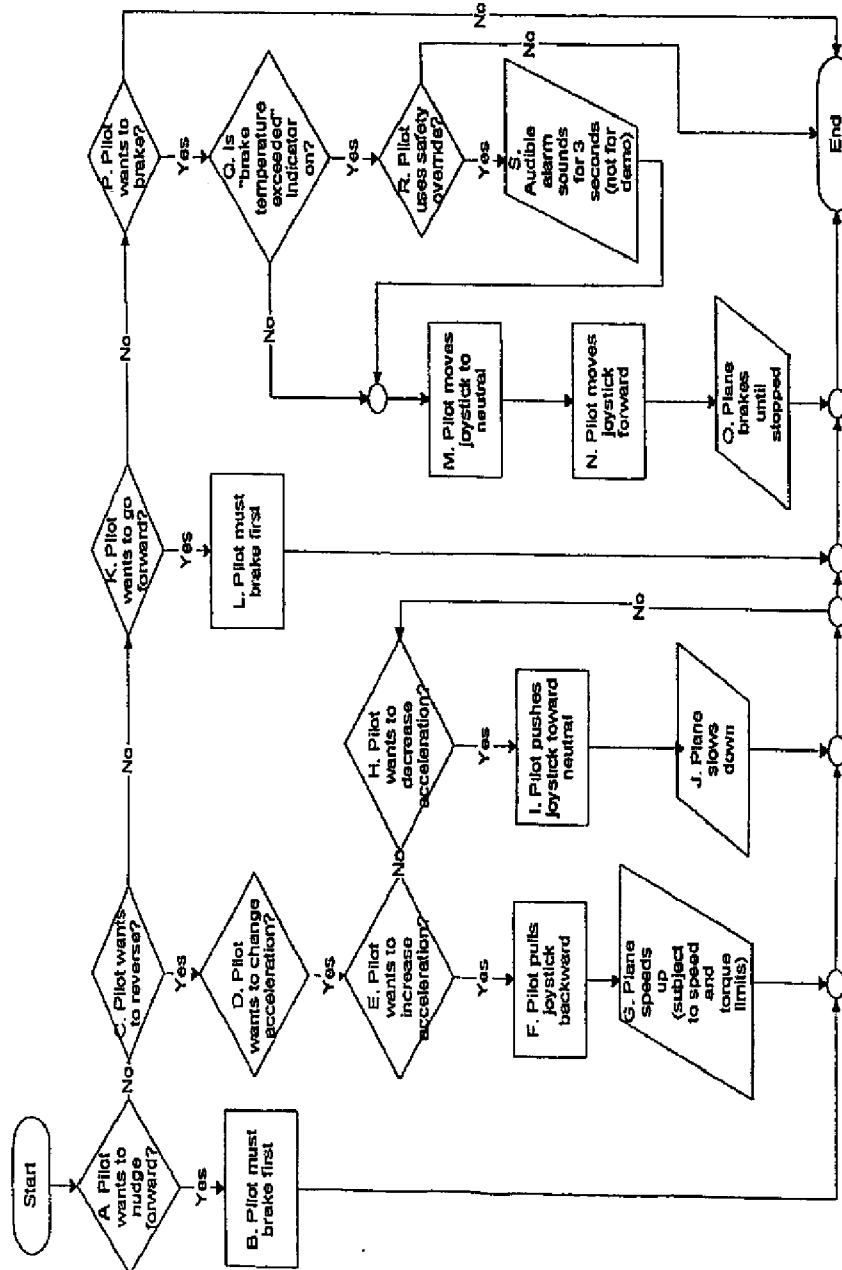 Start
A. Pilot
wants to
nudge
forward?
Yes
No
B. Pilot must
brake first
C. Pilot wants
to reverse?
Yes
No
D. Pilot
wants to change
acceleration?
Yes
E. Pilot
wants to
increase
acceleration?
Yes
No
F. Pilot pulls
joystick
backward
G. Plane
speeds
up
(subject
to speed
and
torque
limits)
H. Pilot
wants to
decrease
acceleration?
Yes
No
I. Pilot pushes
joystick toward
neutral
J. Plane
slows
down
K. Pilot
wants to go
forward?
Yes
No
L. Pilot must
brake first
M. Pilot moves
joystick to
neutral
N. Pilot moves
joystick
forward
O. Plane
brakes
until
stopped
P. Pilot
wants to
brake?
Yes
No
Q. Is
"brake
temperature
exceeded"
indicator
on?
Yes
No
R. Pilot
uses safety
override?
Yes
No
S.
Audible
alarm
sounds
for 3
seconds
(not for
demo)
End